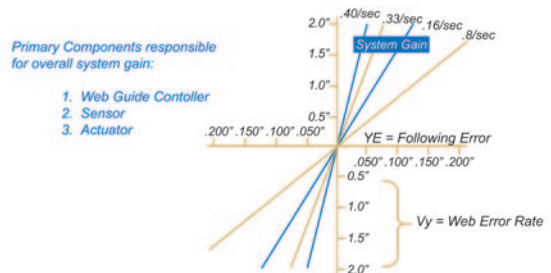 Primary Components responsible
for overall system gain:
1. Web Guide Contoller
2. Sensor
3. Actuator
2.0" .40/sec .33/sec .16/sec
.8/sec
System Gain
1.5"
1.0"
0.5"
.200" .150" .100" .050"
YE = Following Error
.050" .100" .150" .200"
0.5"
1.0"
Vy = Web Error Rate
1.5"
2.0"